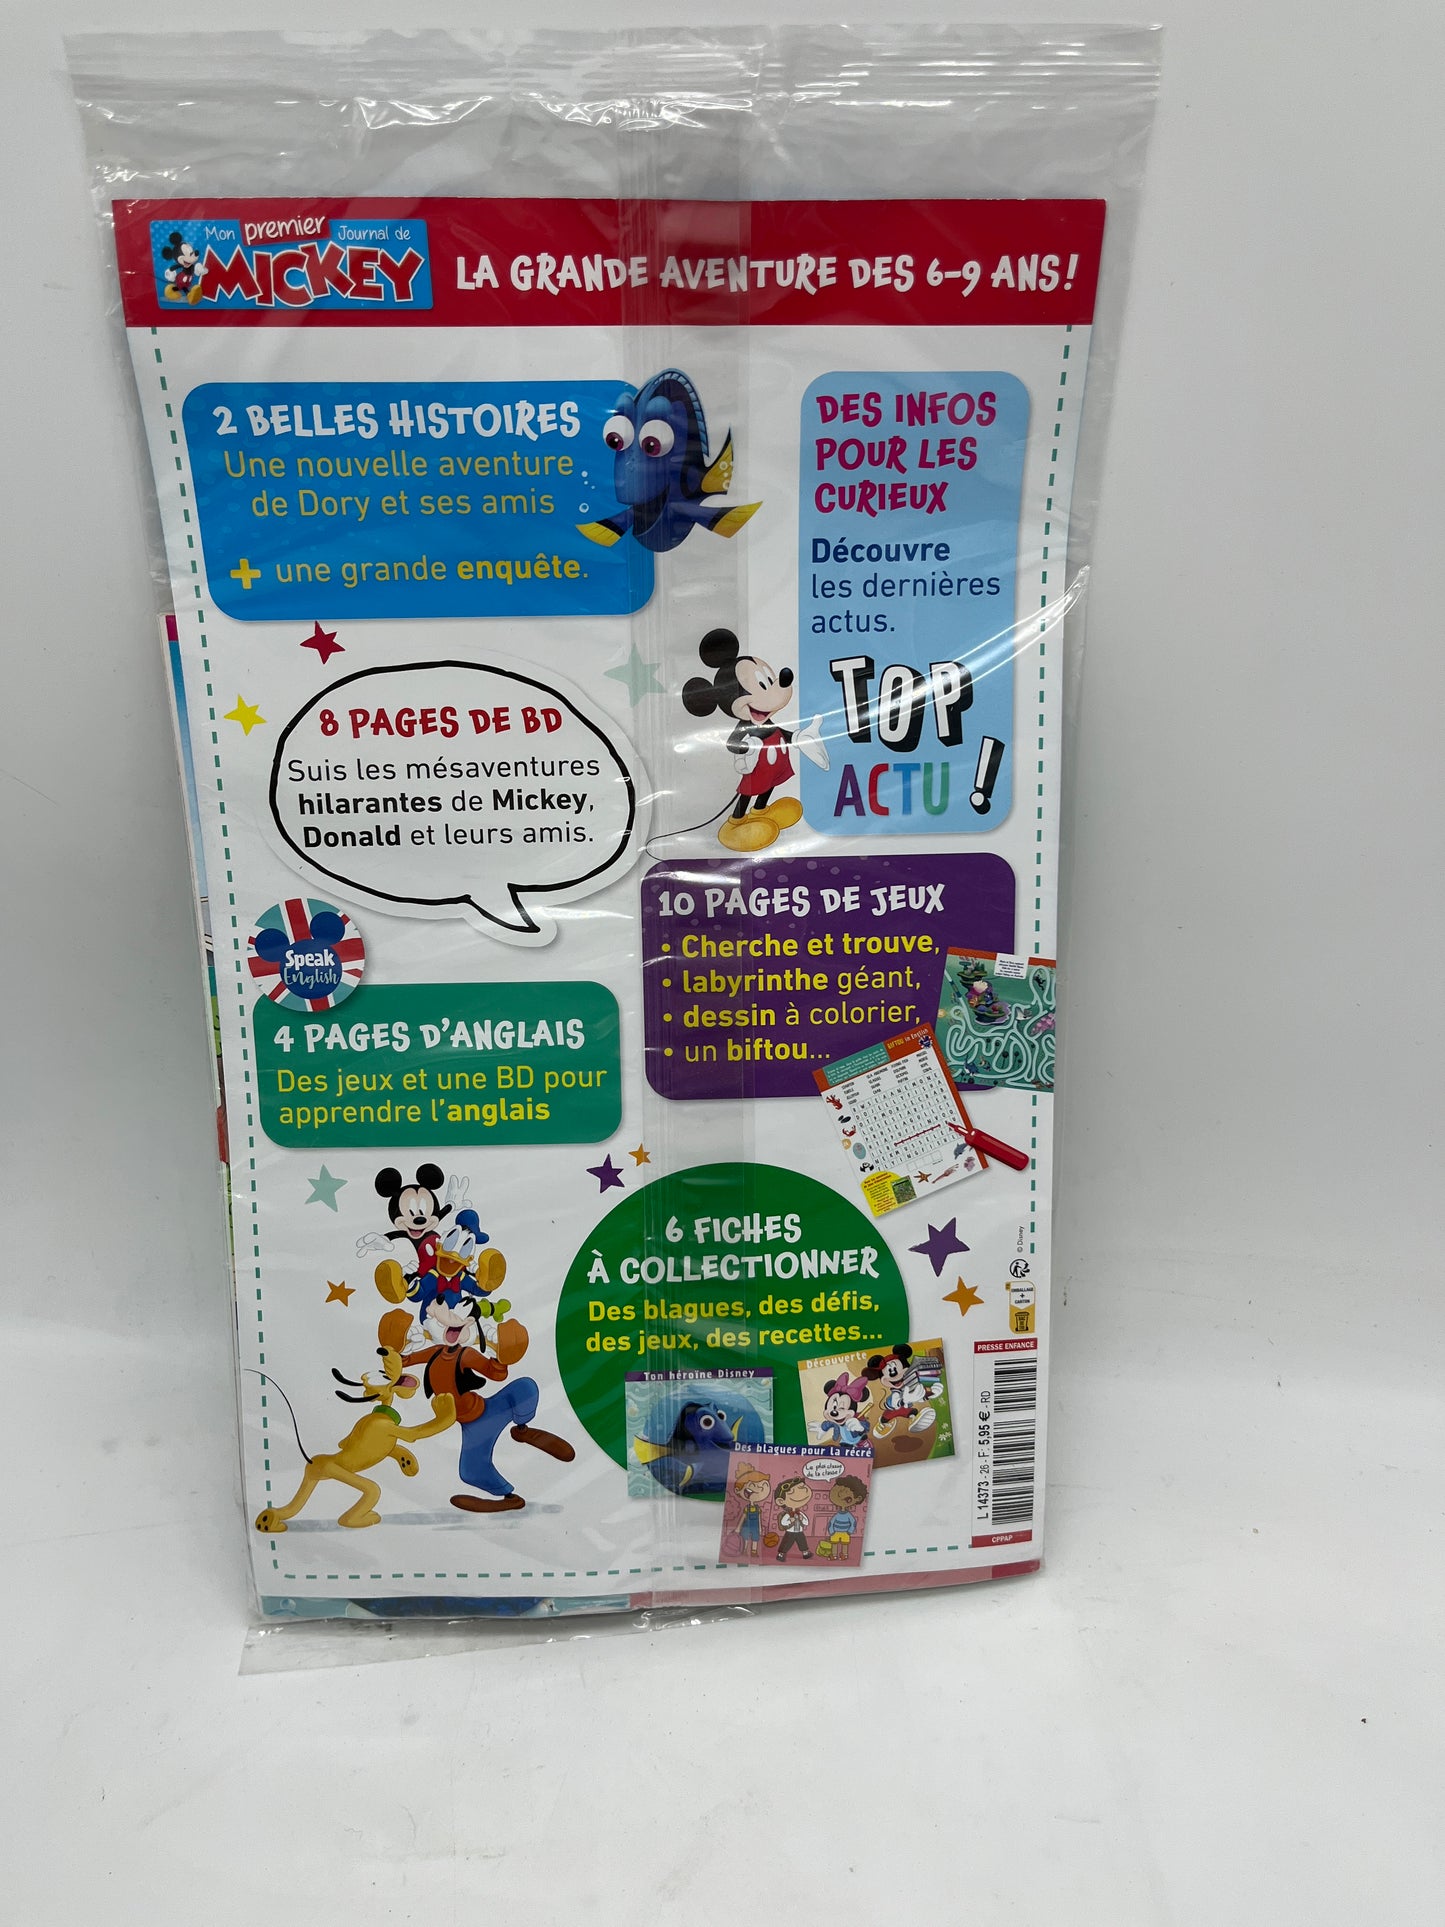 Mon premier Journal de
MICKEY
LA GRANDE AVENTURE DES 6-9 ANS!
2 BELLES HISTOIRES
Une nouvelle aventure
de Dory et ses amis
+ une grande enquête.
DES INFOS
POUR LES
CURIEUX
Découvre
les dernières
actus.
TOP
ACTU!
8 PAGES DE BD
Suis les mésaventures
hilarantes de Mickey,
Donald et leurs amis.
10 PAGES DE JEUX
• Cherche et trouve,
• labyrinthe géant,
• dessin à colorier,
• un biftou...
BIFTOU in English
Speak
English
4 PAGES D'ANGLAIS
Des jeux et une BD pour
apprendre l'anglais
6 FICHES
À COLLECTIONNER
Des blagues, des défis,
des jeux, des recettes...
Ton héroïne Disney
Découverte
Des blagues pour la récré
© Disney
EMBALLAGE
+
CARTON
PRESSE ENFANCE
L 14373 - 26 - F: 5,95 € - RD
CPPAP